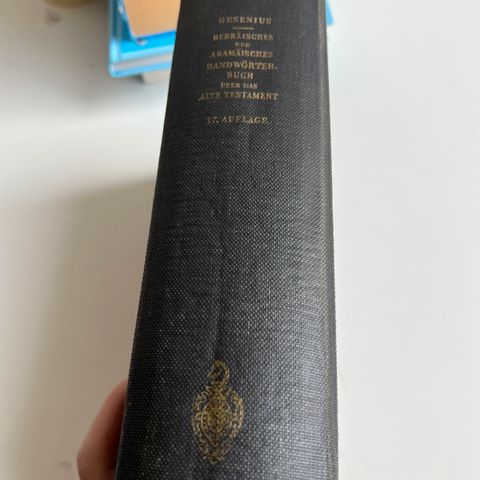 GESENIUS
HEBRÄISCHES
UND
ARAMÄISCHES
HANDWÖRTER-
BUCH
ÜBER DAS
ALTE TESTAMENT
17. AUFLAGE